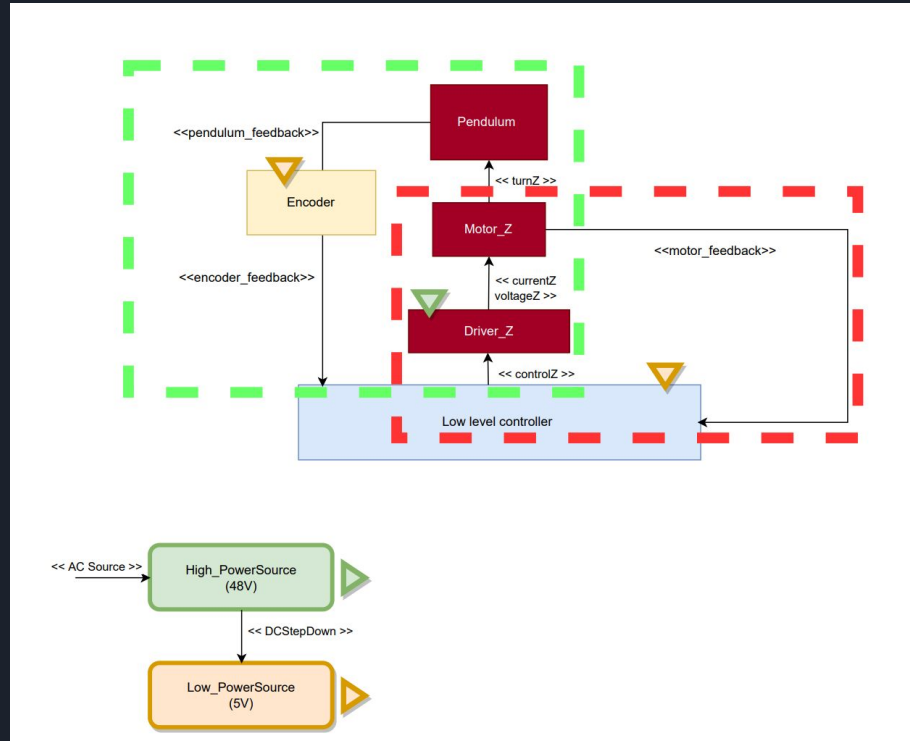 Pendulum
<<pendulum_feedback>>
<< turnZ >>
Encoder
Motor_Z
<<motor_feedback>>
<<encoder_feedback>>
<< currentZ
voltageZ >>
Driver_Z
<< controlZ >>
Low level controller
<< AC Source >>
High_PowerSource
(48V)
<< DCStepDown >>
Low_PowerSource
(5V)